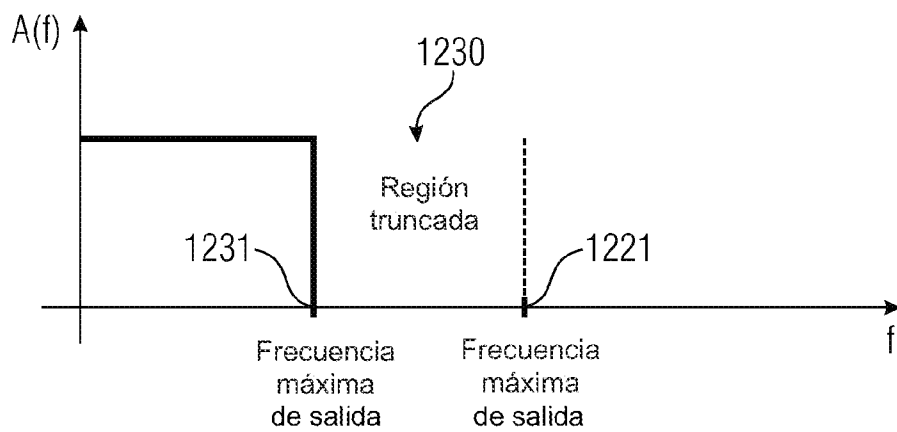 A(f)
1230
Región
truncada
1231
1221
f
Frecuencia
máxima
de salida
Frecuencia
máxima
de salida